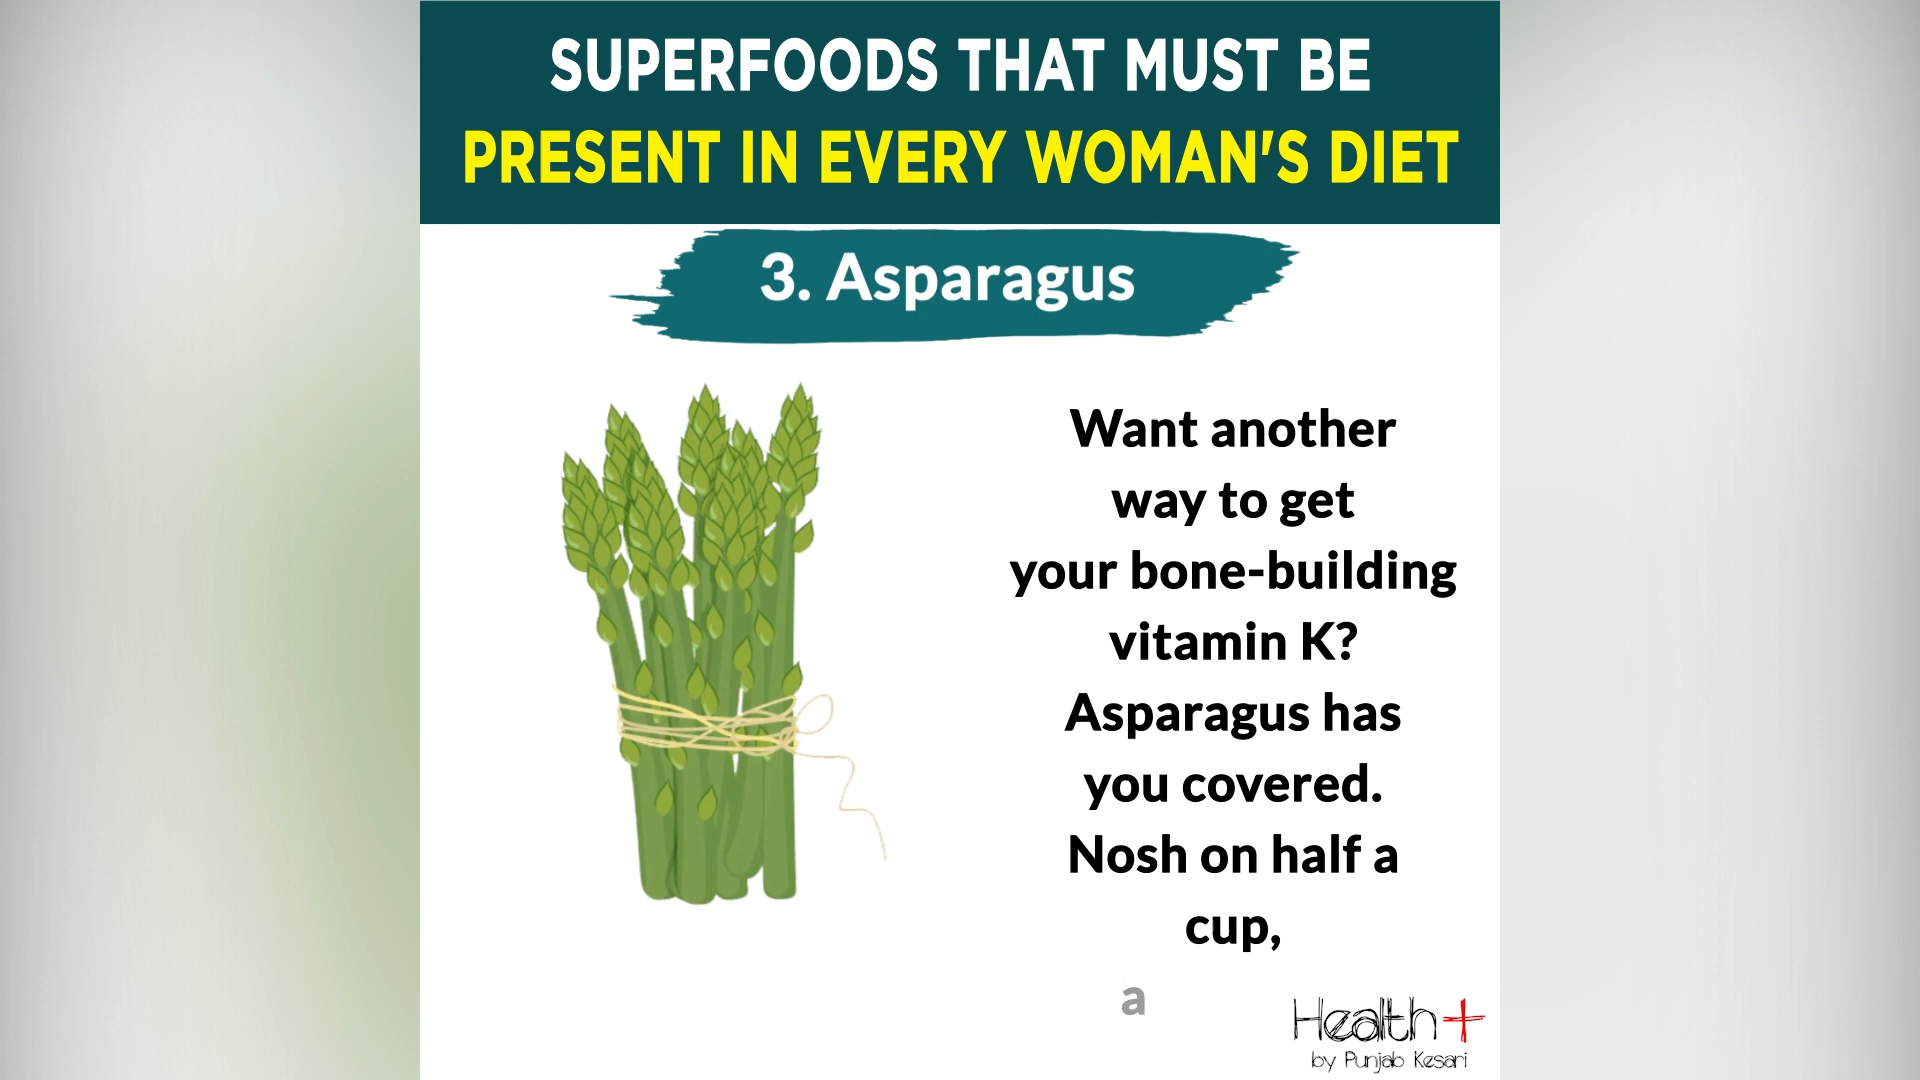 SUPERFOODS THAT MUST BE
PRESENT IN EVERY WOMAN'S DIET
3. Asparagus
Want another
way to get
your bone-building
vitamin K?
Asparagus has
you covered.
Nosh on half a
cup,
a
Health+
by Punjab Kesari